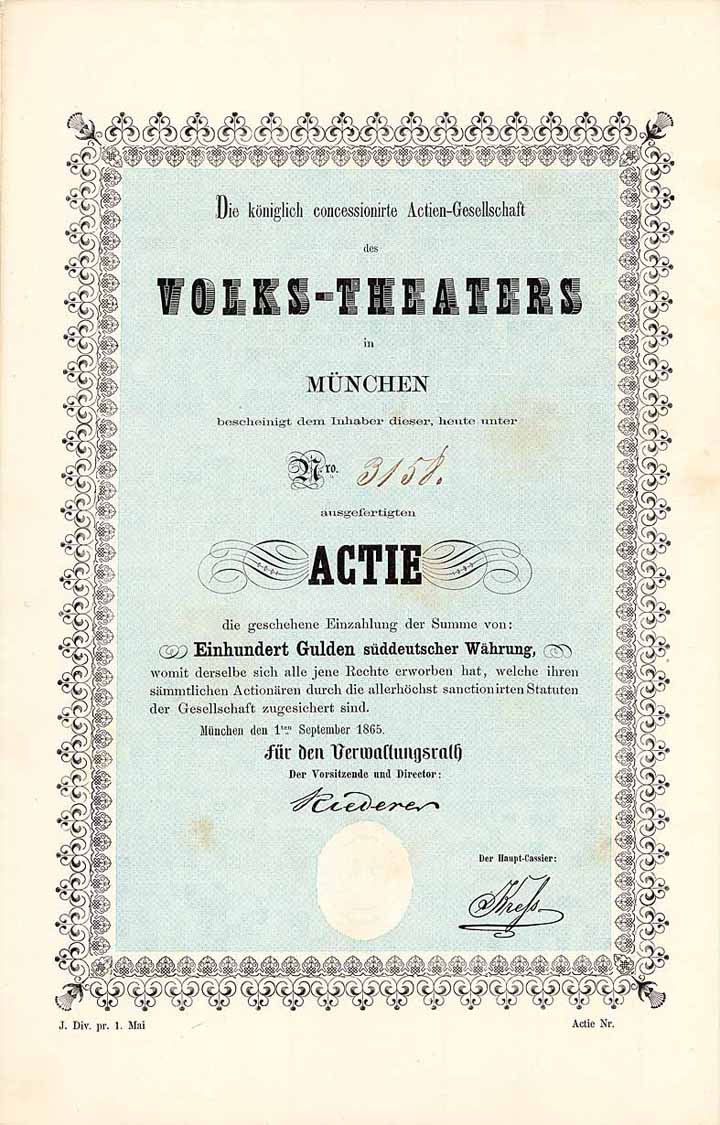 Die königlich concessionirte Actien-Gesellschaft
des
VOLKS-THEATERS
in
MÜNCHEN
bescheinigt dem Inhaber dieser, heute unter
Nro. 3158.
ausgefertigten
ACTIE
die geschehene Einzahlung der Summe von:
Einhundert Gulden süddeutscher Währung,
womit derselbe sich alle jene Rechte erworben hat, welche ihren
sämmtlichen Actionären durch die allerhöchst sanctionirten Statuten
der Gesellschaft zugesichert sind.
München den 1ten September 1865.
Für den Verwaltungsrath
Der Vorsitzende und Director:
Riederer
Der Haupt-Cassier:
Kreß
J. Div. pr. 1. Mai
Actie Nr.